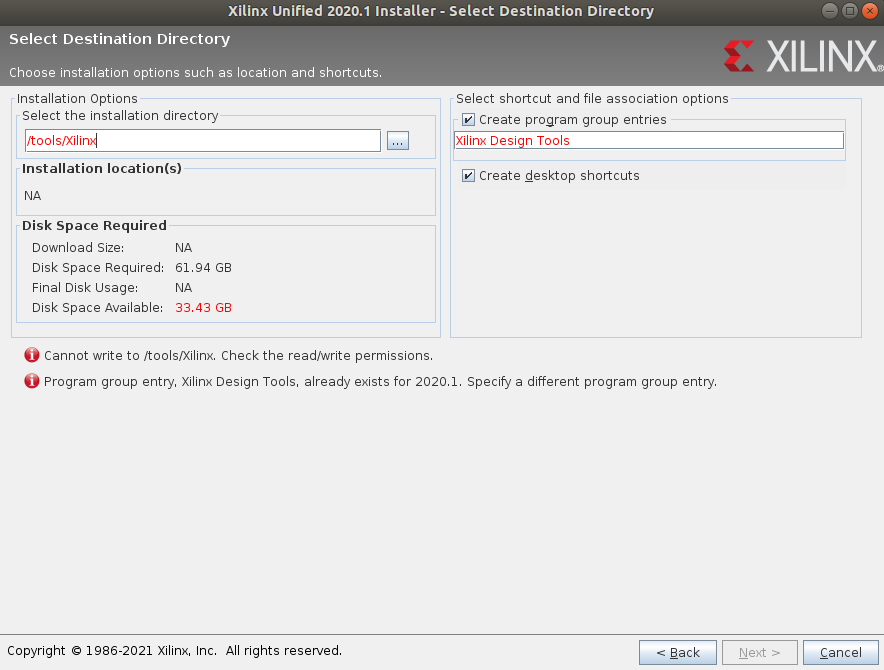 Xilinx Unified 2020.1 Installer - Select Destination Directory
Select Destination Directory
Choose installation options such as location and shortcuts.
XILINX®
Installation Options
Select the installation directory
/tools/Xilinx
...
Installation location(s)
NA
Disk Space Required
Download Size: NA
Disk Space Required: 61.94 GB
Final Disk Usage: NA
Disk Space Available: 33.43 GB
Select shortcut and file association options
Create program group entries
Xilinx Design Tools
Create desktop shortcuts
Cannot write to /tools/Xilinx. Check the read/write permissions.
Program group entry, Xilinx Design Tools, already exists for 2020.1. Specify a different program group entry.
Copyright © 1986-2021 Xilinx, Inc. All rights reserved.
< Back
Next >
Cancel